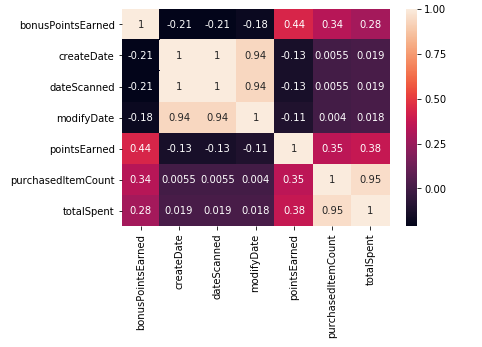 bonusPointsEarned 1 -0.21 -0.21 -0.18 0.44 0.34 0.28
createDate -0.21 1 1 0.94 -0.13 0.0055 0.019
dateScanned -0.21 1 1 0.94 -0.13 0.0055 0.019
modifyDate -0.18 0.94 0.94 1 -0.11 0.004 0.018
pointsEarned 0.44 -0.13 -0.13 -0.11 1 0.35 0.38
purchasedItemCount 0.34 0.0055 0.0055 0.004 0.35 1 0.95
totalSpent 0.28 0.019 0.019 0.018 0.38 0.95 1
bonusPointsEarned
createDate
dateScanned
modifyDate
pointsEarned
purchasedItemCount
totalSpent
1.00
0.75
0.50
0.25
0.00